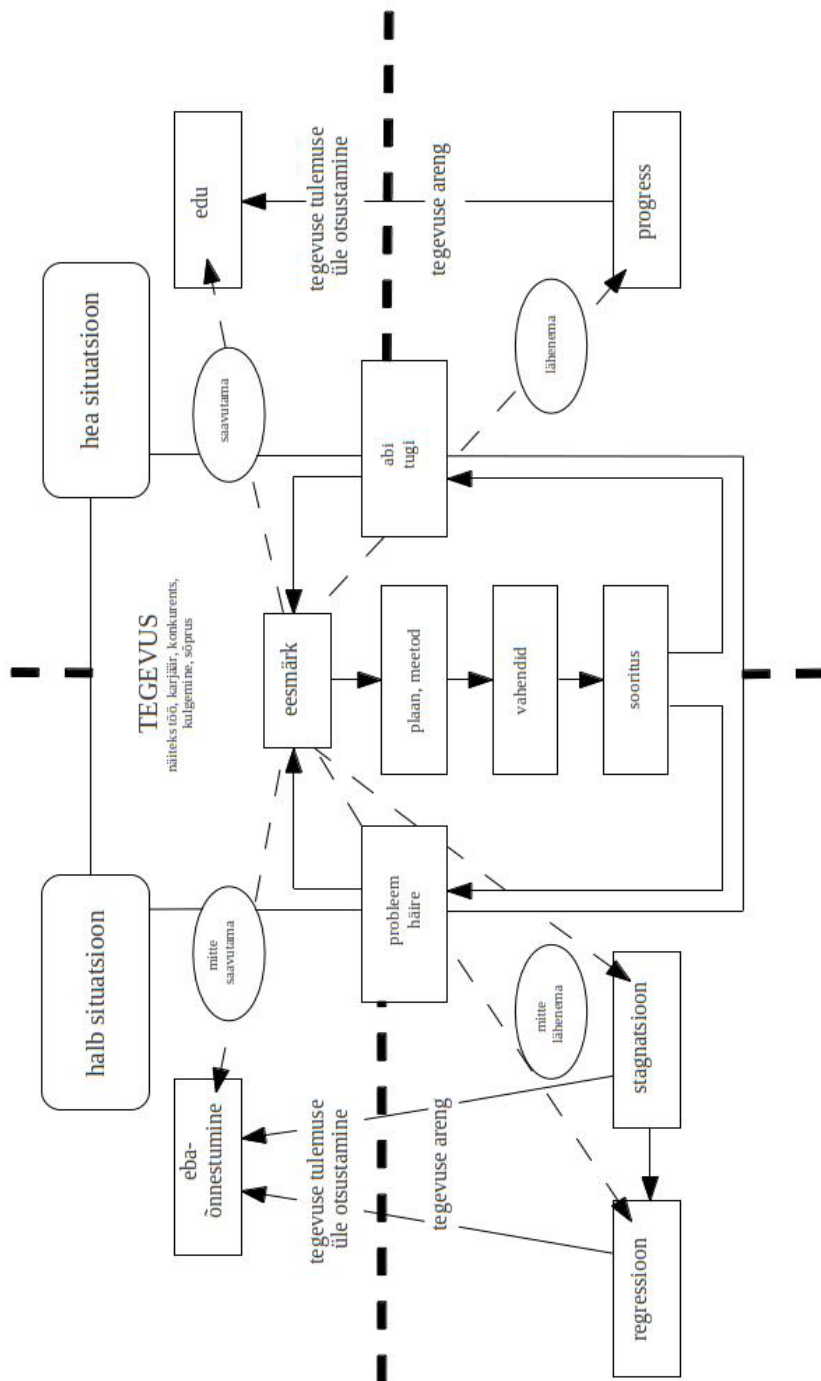 halb situatsioon
hea situatsioon
TEGEVUS
näiteks töö, karjäär, konkurents,
kulgemine, sõprus
eba-
õnnestumine
mitte
saavutama
saavutama
edu
eesmärk
tegevuse tulemuse
üle otsustamine
tegevuse tulemuse
üle otsustamine
probleem
häire
plaan, meetod
abi
tugi
tegevuse areng
tegevuse areng
vahendid
mitte
lähenema
lähenema
regressioon
stagnatsioon
sooritus
progress